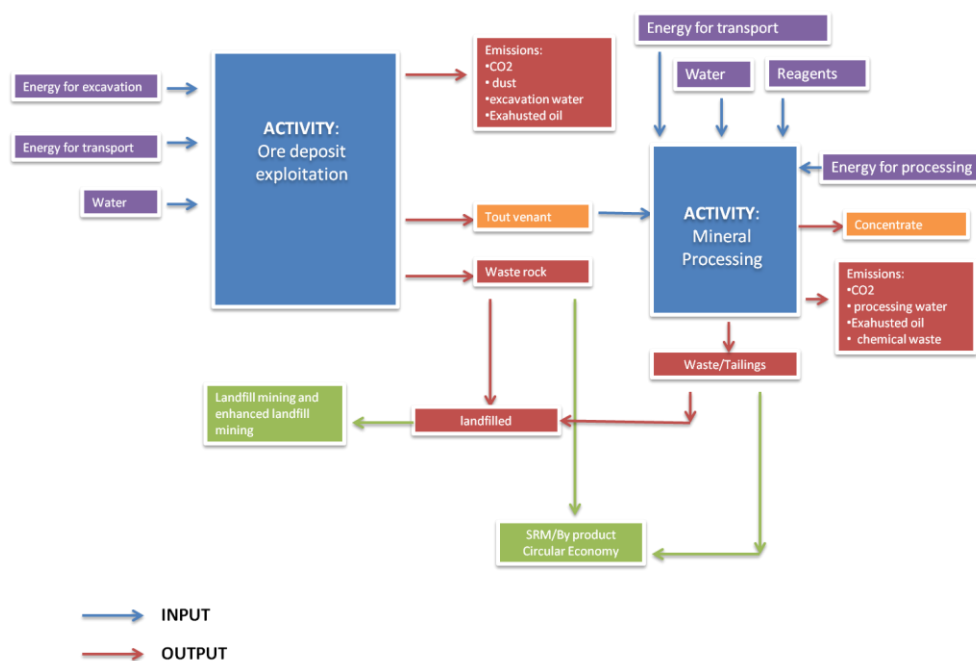 Energy for excavation
Energy for transport
Water
ACTIVITY:
Ore deposit
exploitation
Emissions:
•CO2
• dust
•excavation water
•Exahusted oil
Tout venant
Waste rock
Energy for transport
Water
Reagents
Energy for processing
ACTIVITY:
Mineral
Processing
Concentrate
Emissions:
•CO2
• processing water
•Exahusted oil
• chemical waste
Waste/Tailings
Landfill mining and
enhanced landfill
mining
landfilled
SRM/By product
Circular Economy
INPUT
OUTPUT